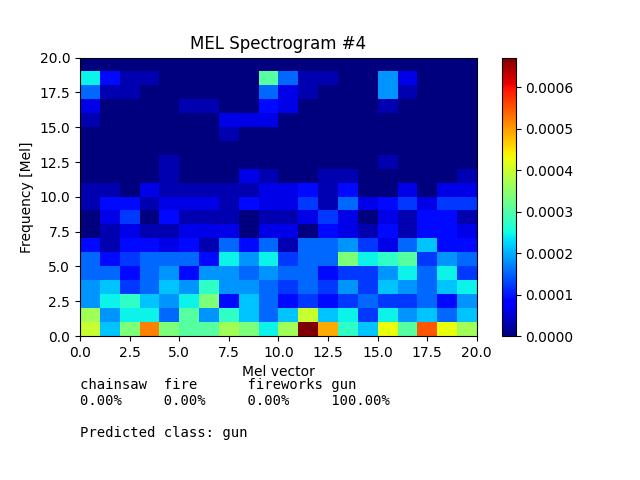 MEL Spectrogram #4
Frequency [Mel]
20.0
17.5
15.0
12.5
10.0
7.5
5.0
2.5
0.0
0.0 2.5 5.0 7.5 10.0 12.5 15.0 17.5 20.0
Mel vector
0.0006
0.0005
0.0004
0.0003
0.0002
0.0001
0.0000
chainsaw fire fireworks gun
0.00% 0.00% 0.00% 100.00%
Predicted class: gun